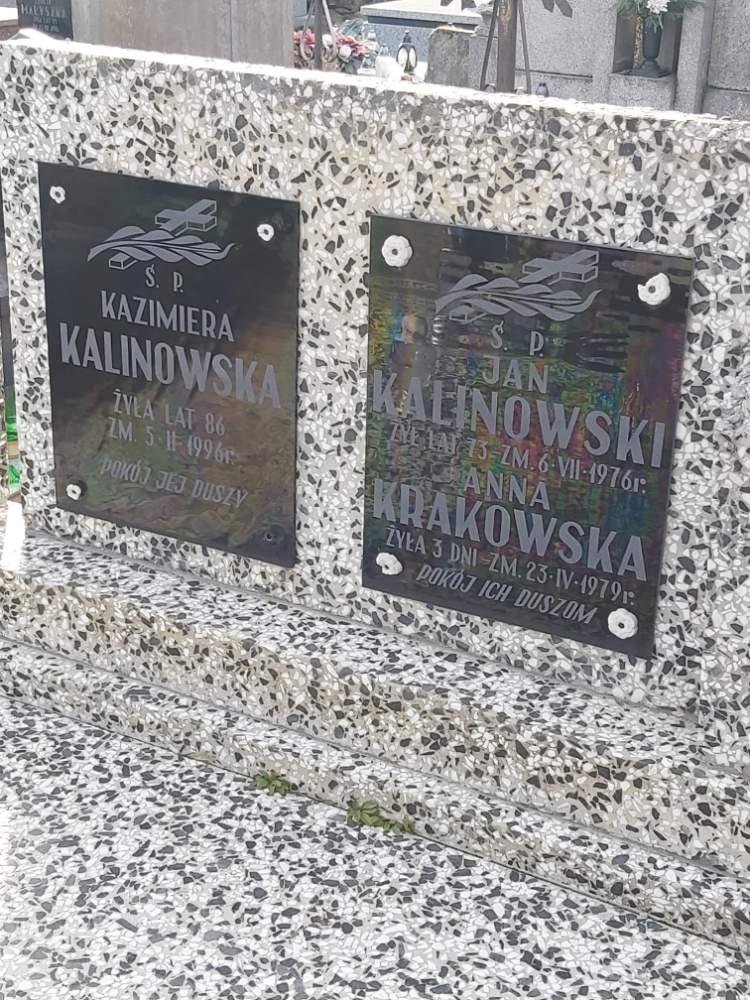 MAŁYSZEK
Ś. P.
KAZIMIERA
KALINOWSKA
ŻYŁA LAT 86
ZM. 5·II·1996r.
POKÓJ JEJ DUSZY
Ś. P.
JAN
KALINOWSKI
ŻYŁ LAT 73 ZM. 6·VII·1976r.
ANNA
KRAKOWSKA
ŻYŁA 3 DNI ZM. 23·IV·1979r.
POKÓJ ICH DUSZOM